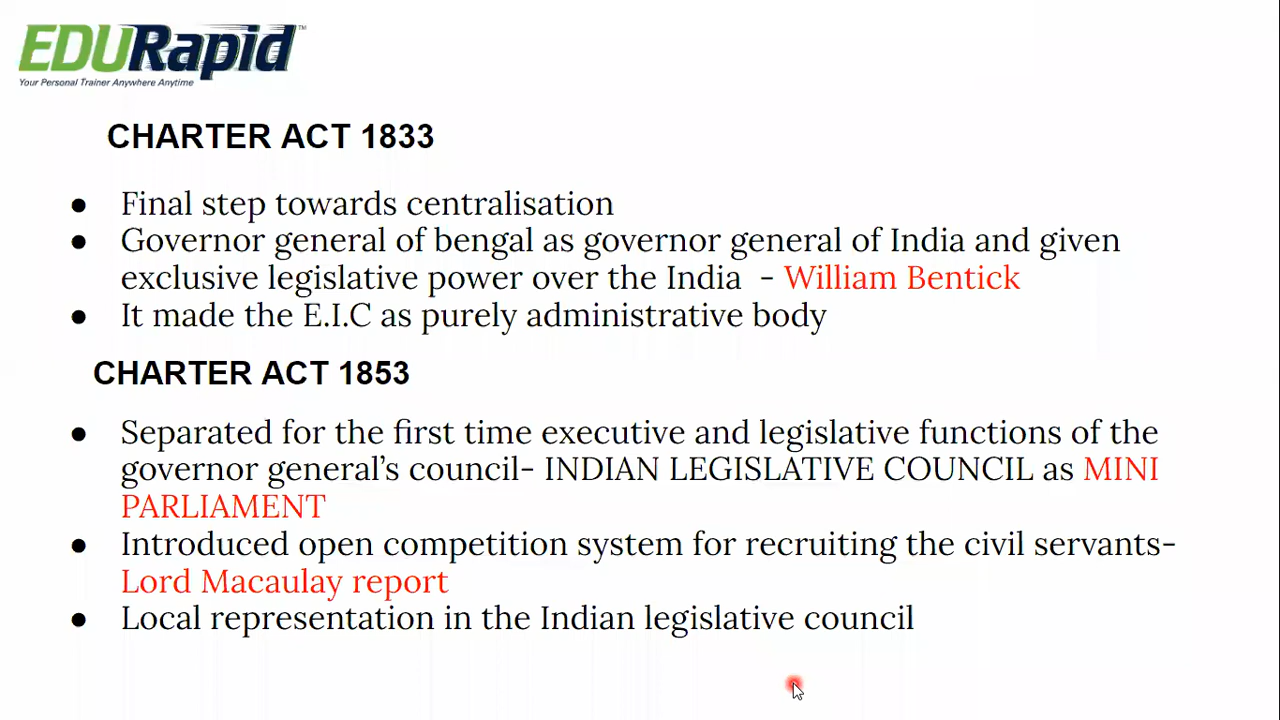 EDURapid™
Your Personal Trainer Anywhere Anytime
CHARTER ACT 1833
● Final step towards centralisation
● Governor general of bengal as governor general of India and given
exclusive legislative power over the India - William Bentick
● It made the E.I.C as purely administrative body
CHARTER ACT 1853
● Separated for the first time executive and legislative functions of the
governor general's council- INDIAN LEGISLATIVE COUNCIL as MINI
PARLIAMENT
● Introduced open competition system for recruiting the civil servants-
Lord Macaulay report
● Local representation in the Indian legislative council